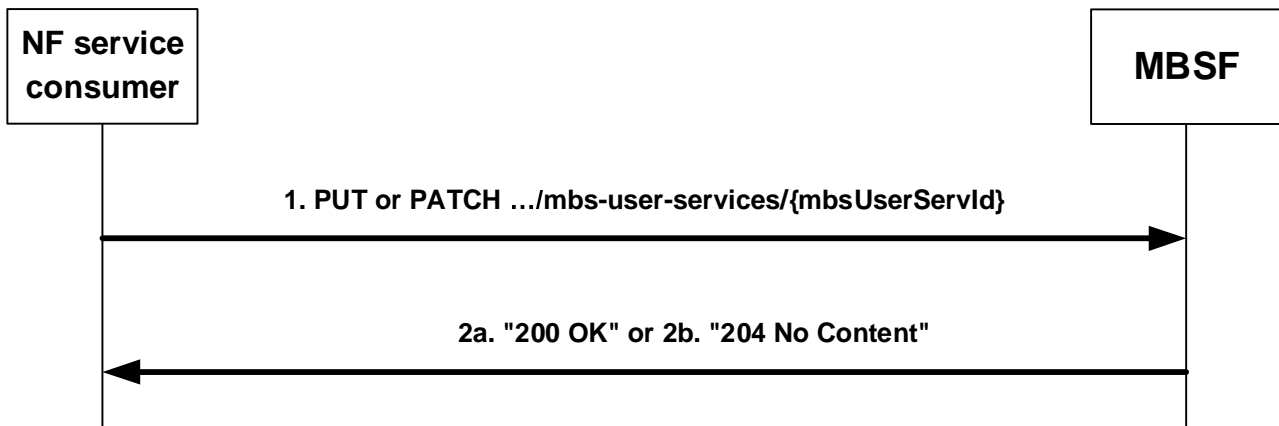 NF service
consumer
MBSF
1. PUT or PATCH …/mbs-user-services/{mbsUserServId}
2a. "200 OK" or 2b. "204 No Content"